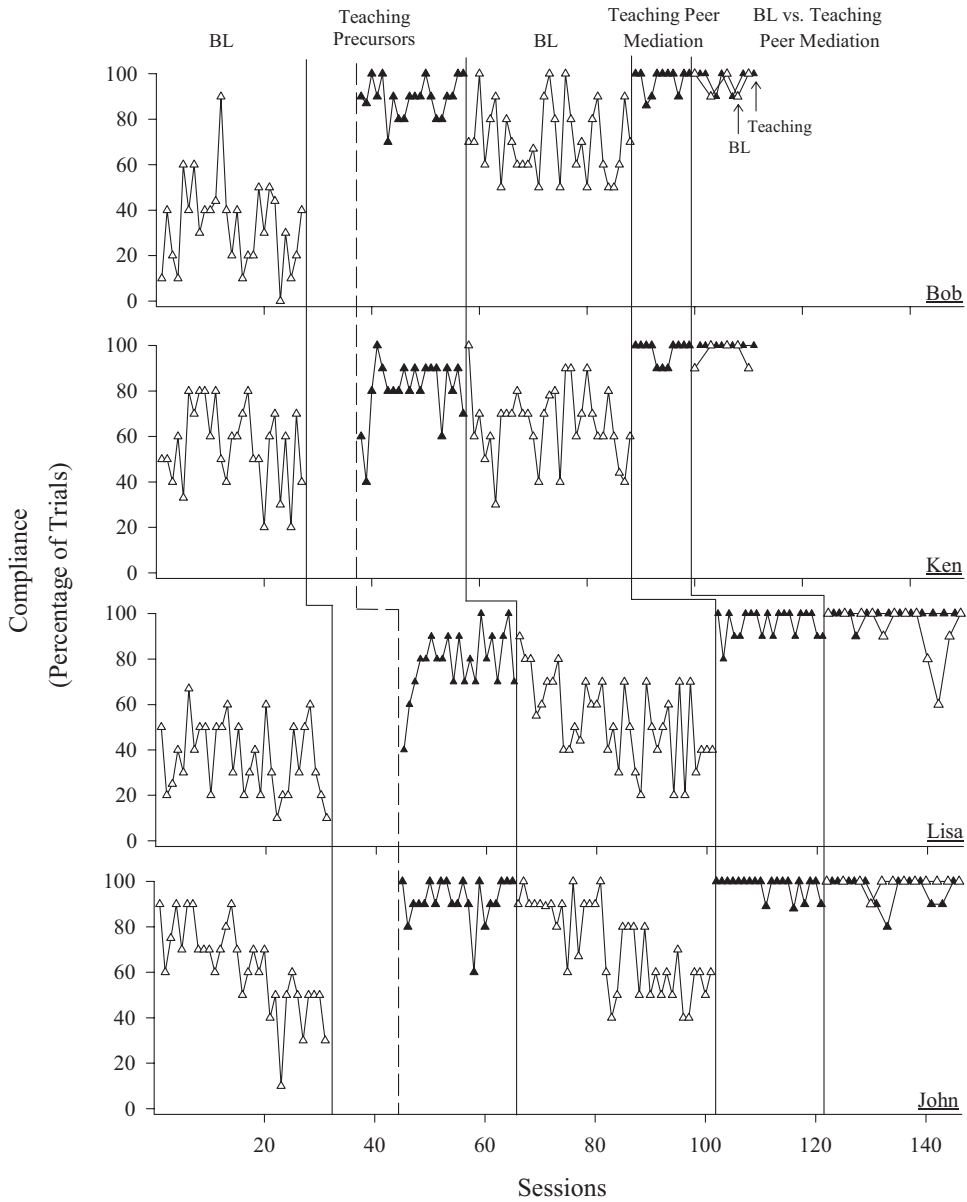 BL
Teaching
Precursors
BL
Teaching Peer
Mediation
BL vs. Teaching
Peer Mediation
100
80
60
40
20
0
Teaching
BL
Bob
100
80
60
40
20
0
Ken
100
80
60
40
20
0
Lisa
100
80
60
40
20
0
John
20
40
60
80
100
120
140
Compliance
(Percentage of Trials)
Sessions